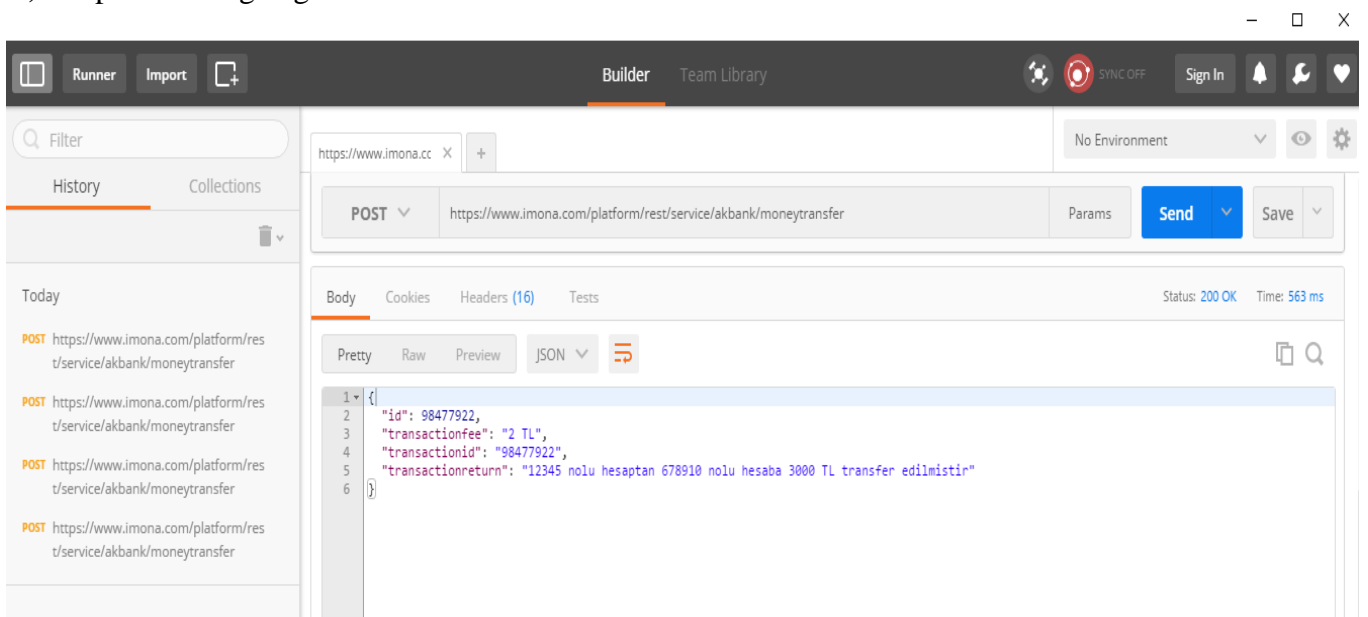 Runner Import Builder Team Library SYNC OFF Sign In
Filter
History Collections
Today
POST https://www.imona.com/platform/res
t/service/akbank/moneytransfer
POST https://www.imona.com/platform/res
t/service/akbank/moneytransfer
POST https://www.imona.com/platform/res
t/service/akbank/moneytransfer
POST https://www.imona.com/platform/res
t/service/akbank/moneytransfer
https://www.imona.cc X +
No Environment
POST https://www.imona.com/platform/rest/service/akbank/moneytransfer Params Send Save
Body Cookies Headers (16) Tests Status: 200 OK Time: 563 ms
Pretty Raw Preview JSON
1 {
2 "id": 98477922,
3 "transactionfee": "2 TL",
4 "transactionid": "98477922",
5 "transactionreturn": "12345 nolu hesaptan 678910 nolu hesaba 3000 TL transfer edilmistir"
6 }